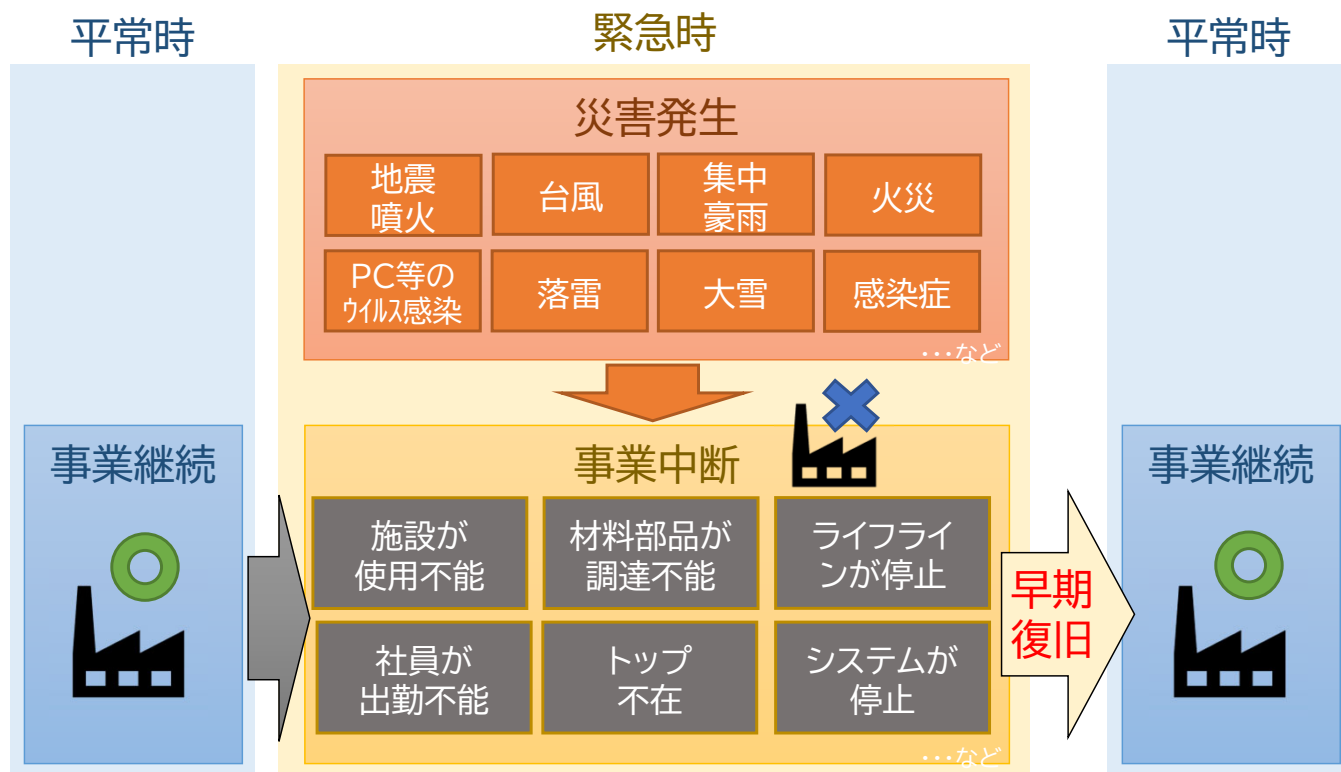 平常時
緊急時
平常時
災害発生
地震
噴火
台風
集中
豪雨
火災
PC等の
ウイルス感染
落雷
大雪
感染症
･･･など
事業継続
事業中断
施設が
使用不能
材料部品が
調達不能
ライフライ
ンが停止
社員が
出勤不能
トップ
不在
システムが
停止
･･･など
早期
復旧
事業継続